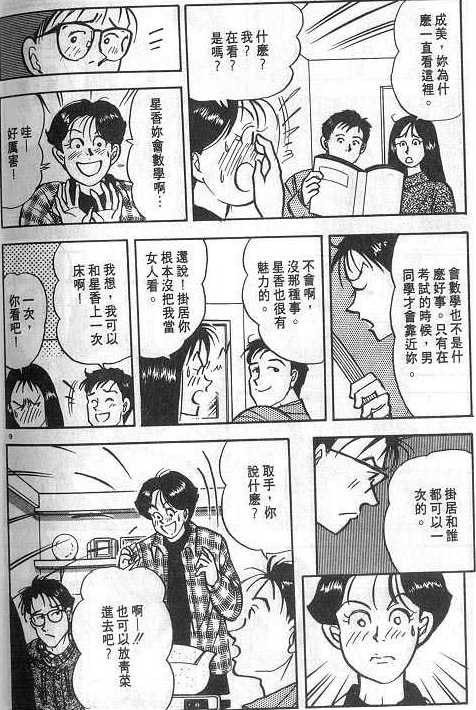 成美，妳為什
麼一直看這裡。
什麼？
我？
在看？
是嗎？
星香妳會數學啊…
哇—
好厲害！
會數學也不是什
麼好事。只有在
考試的時候，男
同學才會靠近妳。
不會啊，
沒那種事。
星香也很有
魅力的。
還說！掛居你
根本沒把我當
女人看。
我想，我可以
和星香上一次
床啊！
一次，
你看吧！
9
掛居和誰
都可以一
次的。
取手，你
說什麼？
啊—!!
也可以放青菜
進去吧？